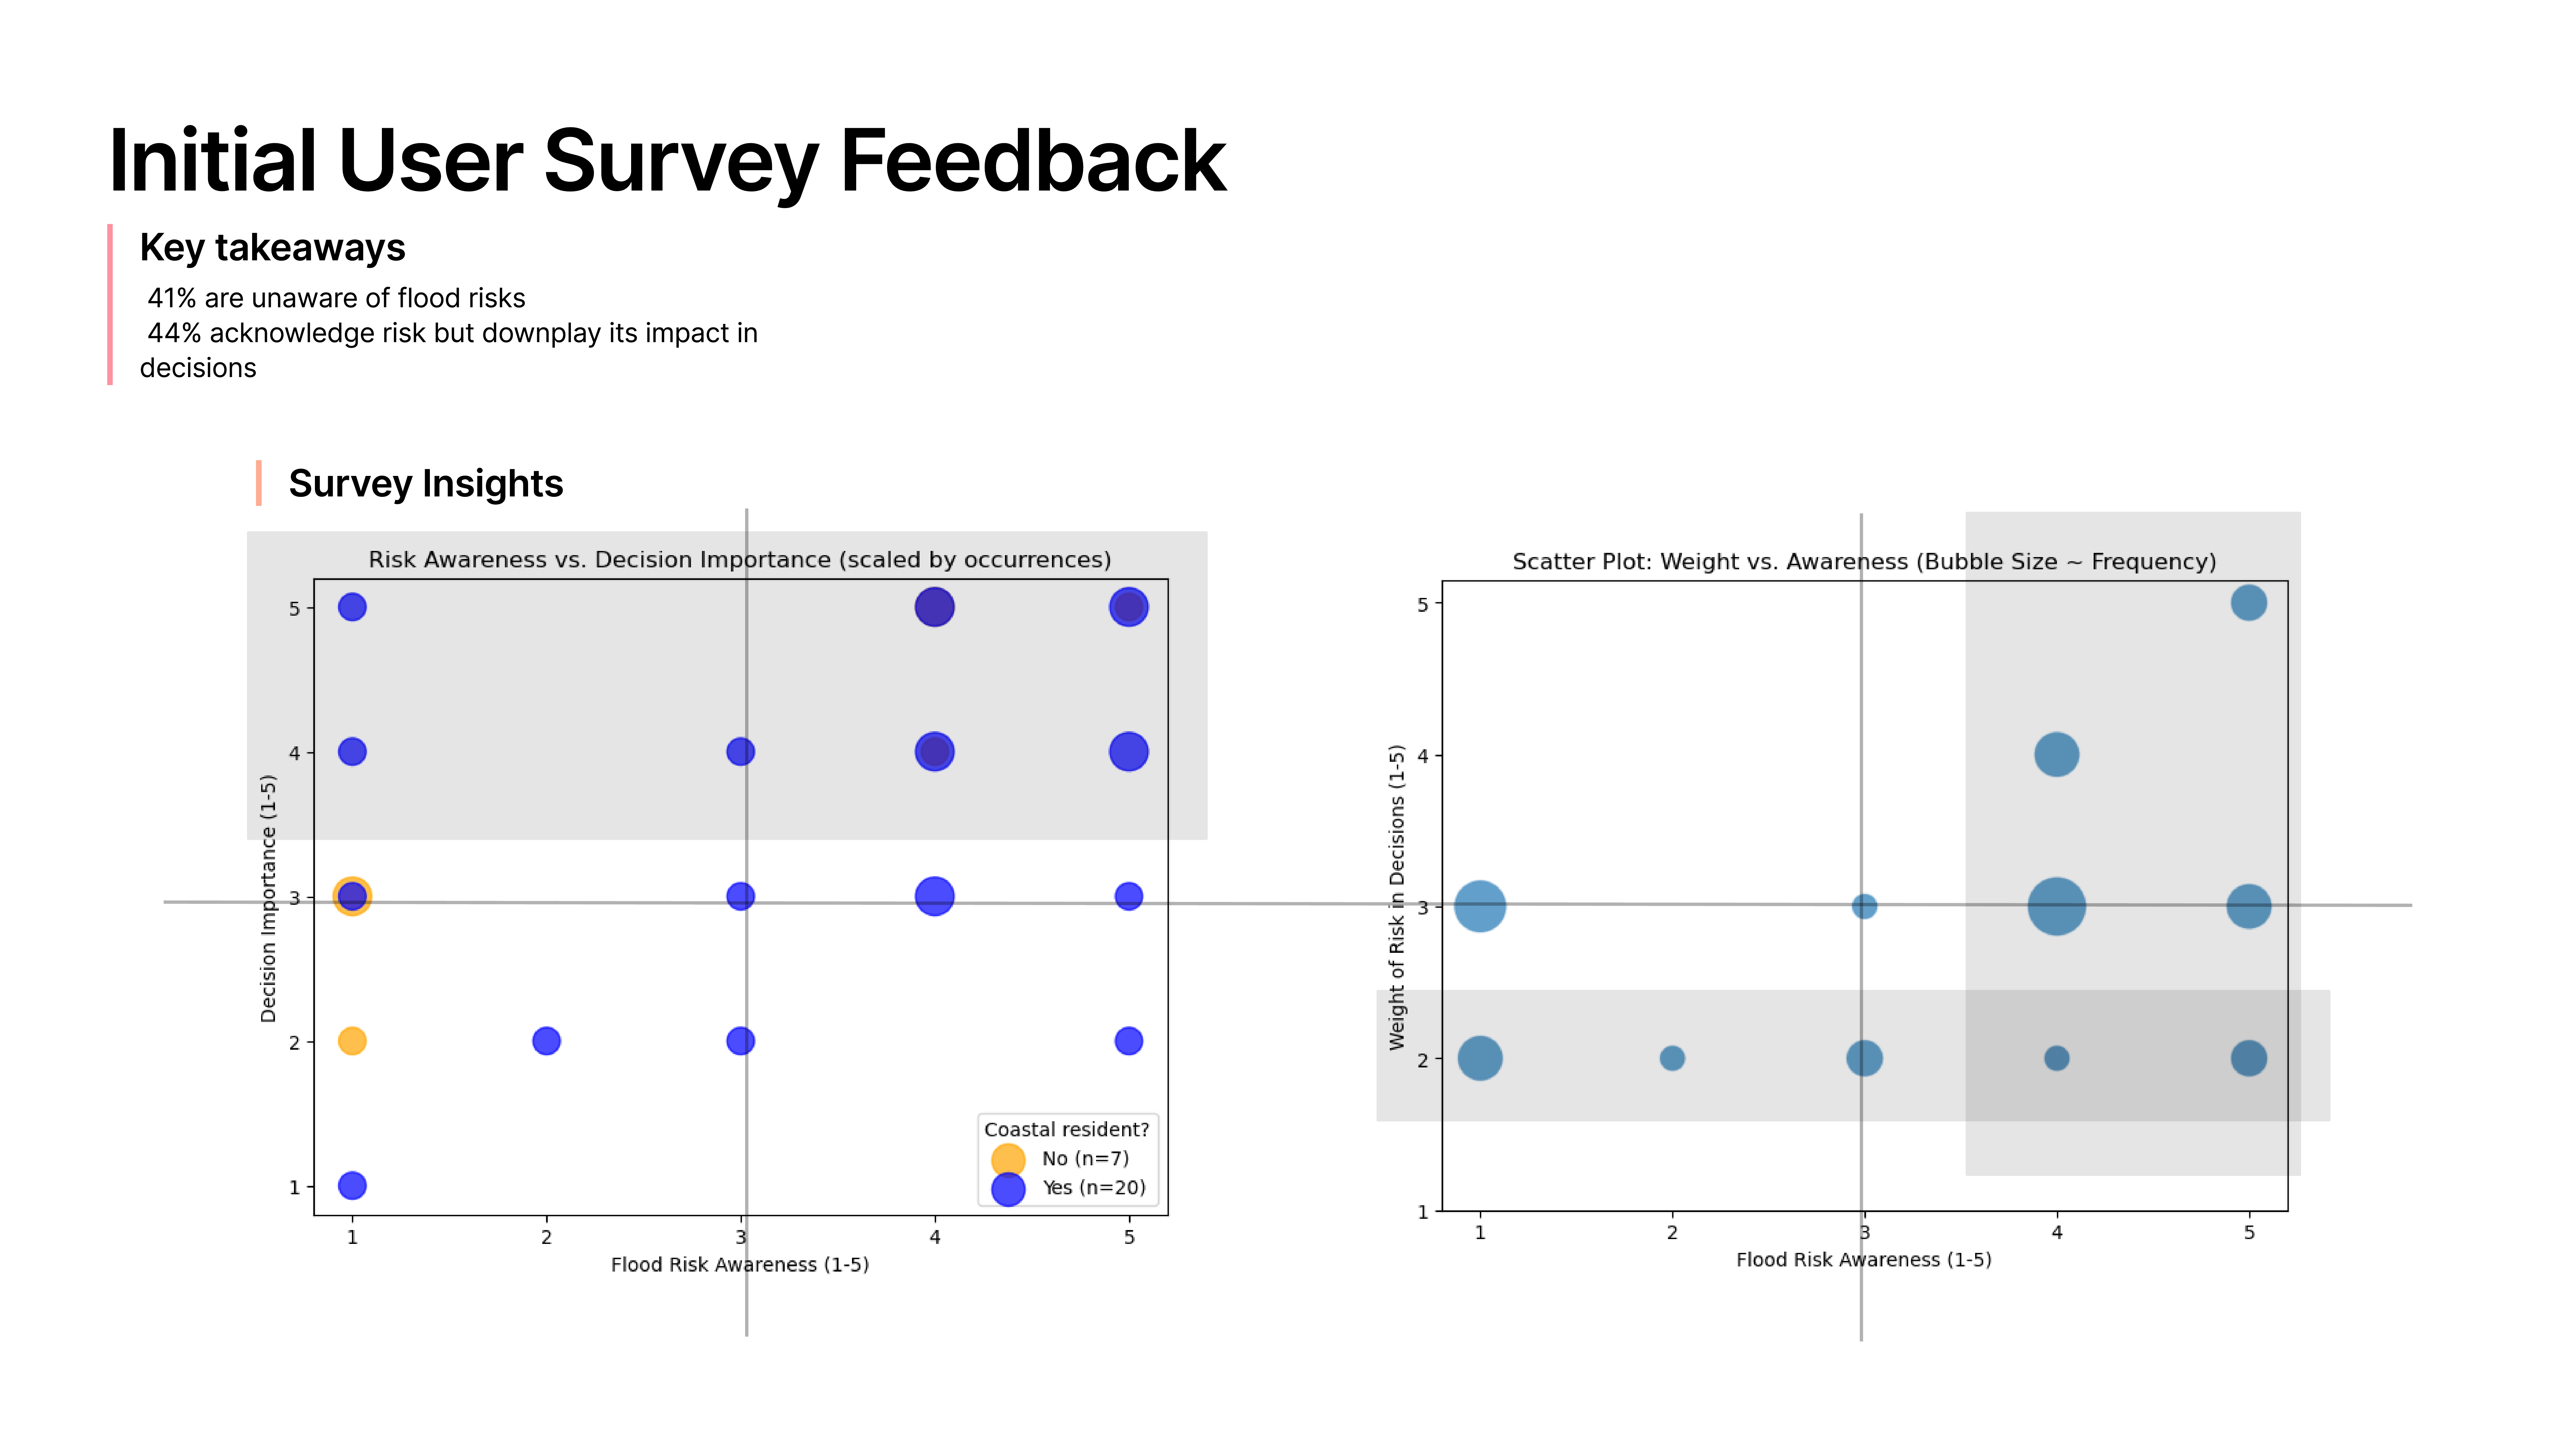 Initial User Survey Feedback
Key takeaways
41% are unaware of flood risks
44% acknowledge risk but downplay its impact in
decisions
Survey Insights
Risk Awareness vs. Decision Importance (scaled by occurrences)
Decision Importance (1-5)
5
4
3
2
1
Coastal resident?
No (n=7)
Yes (n=20)
1 2 3 4 5
Flood Risk Awareness (1-5)
Scatter Plot: Weight vs. Awareness (Bubble Size ~ Frequency)
Weight of Risk in Decisions (1-5)
5
4
3
2
1
1 2 3 4 5
Flood Risk Awareness (1-5)